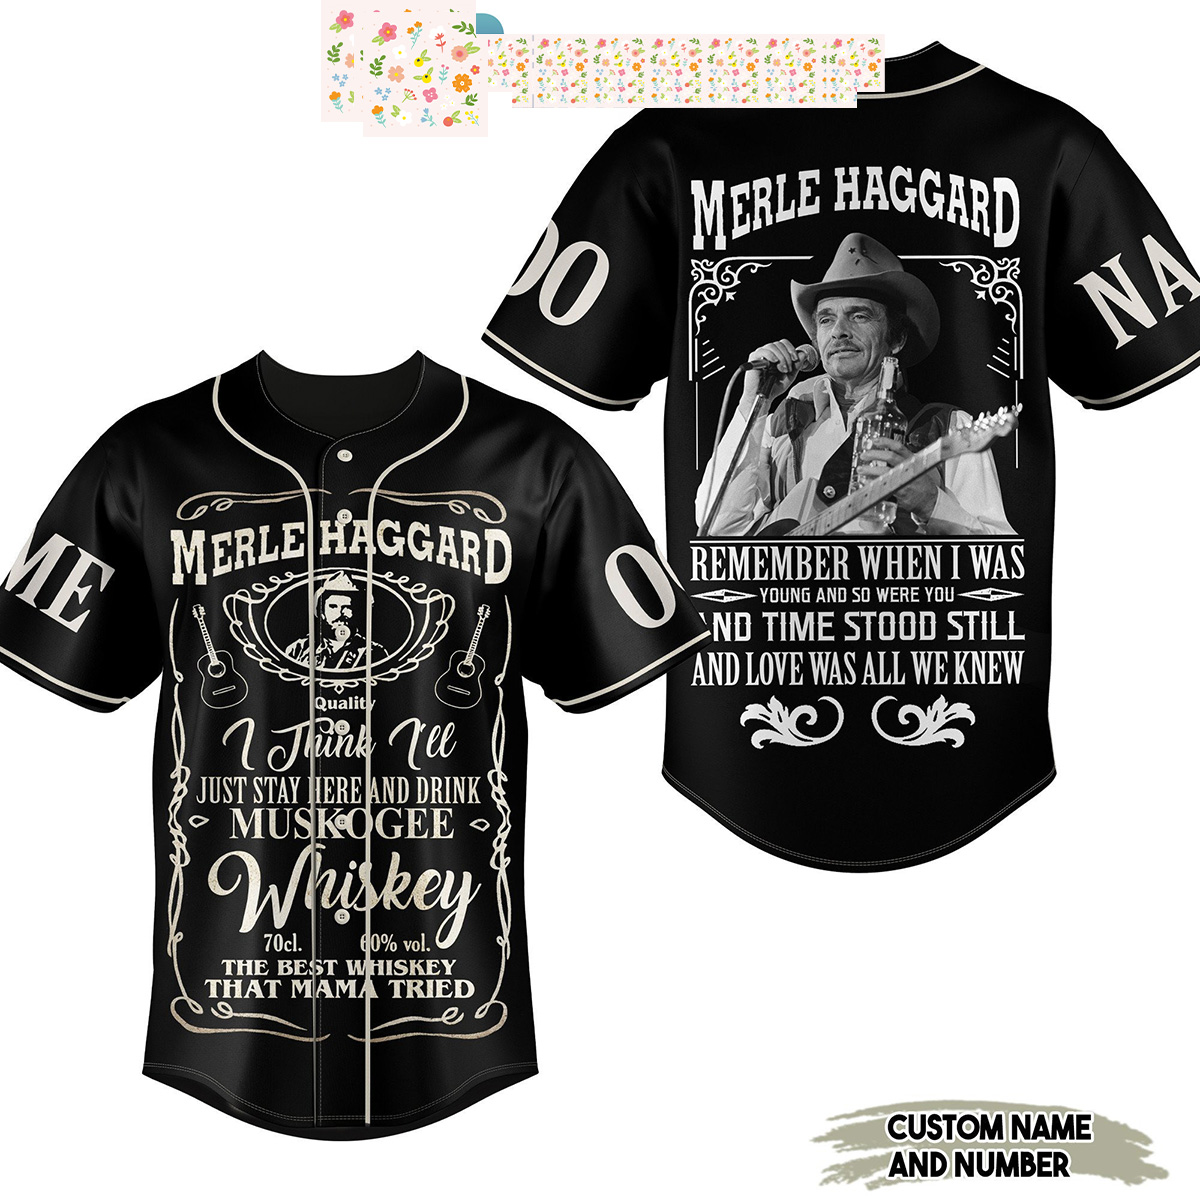 MERLE HAGGARD
OO
NA
REMEMBER WHEN I WAS
YOUNG AND SO WERE YOU
AND TIME STOOD STILL
AND LOVE WAS ALL WE KNEW
ME
O
MERLE HAGGARD
Quality
I Think I'll
JUST STAY HERE AND DRINK
MUSKOGEE
Whiskey
70cl. 60% vol.
THE BEST WHISKEY
THAT MAMA TRIED
CUSTOM NAME
AND NUMBER